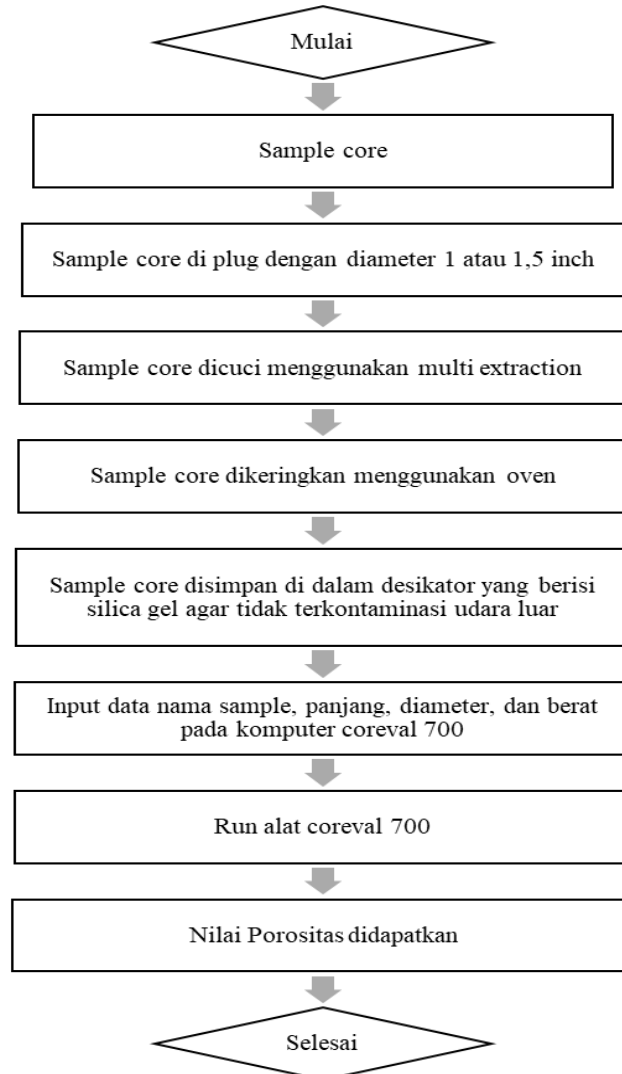 Mulai
Sample core
Sample core di plug dengan diameter 1 atau 1,5 inch
Sample core dicuci menggunakan multi extraction
Sample core dikeringkan menggunakan oven
Sample core disimpan di dalam desikator yang berisi
silica gel agar tidak terkontaminasi udara luar
Input data nama sample, panjang, diameter, dan berat
pada komputer coreval 700
Run alat coreval 700
Nilai Porositas didapatkan
Selesai